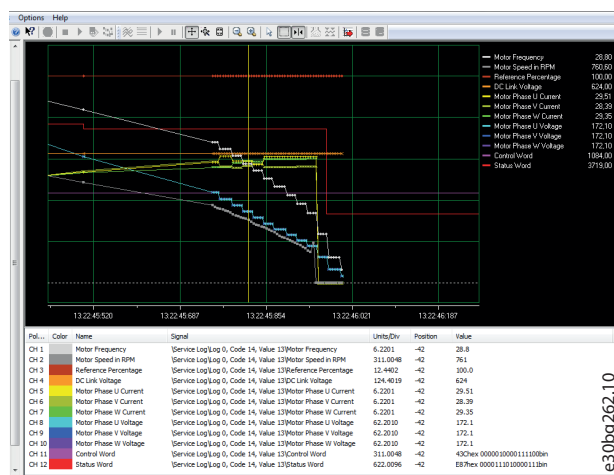 Options Help
Motor Frequency 28,80
Motor Speed in RPM 760,60
Reference Percentage 100,00
DC Link Voltage 624,00
Motor Phase U Current 29,51
Motor Phase V Current 28,39
Motor Phase W Current 29,35
Motor Phase U Voltage 172,10
Motor Phase V Voltage 172,10
Motor Phase W Voltage 172,10
Control Word 1084,00
Status Word 3719,00
13:22:45:520 13:22:45:687 13:22:45:854 13:22:46:021 13:22:46:187
Pol... Color Name Signal Units/Div Position Value
CH 1 Motor Frequency \Service Log\Log 0, Code 14, Value 13\Motor Frequency 6.2201 -42 28.8
CH 2 Motor Speed in RPM \Service Log\Log 0, Code 14, Value 13\Motor Speed in RPM 311.0048 -42 761
CH 3 Reference Percentage \Service Log\Log 0, Code 14, Value 13\Reference Percentage 12.4402 -42 100.0
CH 4 DC Link Voltage \Service Log\Log 0, Code 14, Value 13\DC Link Voltage 124.4019 -42 624
CH 5 Motor Phase U Current \Service Log\Log 0, Code 14, Value 13\Motor Phase U Current 6.2201 -42 29.51
CH 6 Motor Phase V Current \Service Log\Log 0, Code 14, Value 13\Motor Phase V Current 6.2201 -42 28.39
CH 7 Motor Phase W Current \Service Log\Log 0, Code 14, Value 13\Motor Phase W Current 6.2201 -42 29.35
CH 8 Motor Phase U Voltage \Service Log\Log 0, Code 14, Value 13\Motor Phase U Voltage 62.2010 -42 172.1
CH 9 Motor Phase V Voltage \Service Log\Log 0, Code 14, Value 13\Motor Phase V Voltage 62.2010 -42 172.1
CH 10 Motor Phase W Voltage \Service Log\Log 0, Code 14, Value 13\Motor Phase W Voltage 62.2010 -42 172.1
CH 11 Control Word \Service Log\Log 0, Code 14, Value 13\Control Word 311.0048 -42 43Chex 0000010000111100bin
CH 12 Status Word \Service Log\Log 0, Code 14, Value 13\Status Word 622.0096 -42 E87hex 0000111010000111bin
e30bg262.10